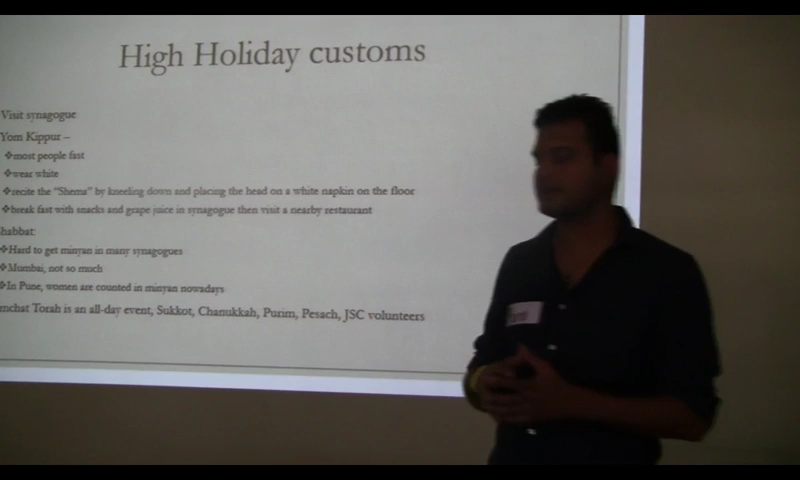 High Holiday customs
Visit synagogue
Yom Kippur –
❖most people fast
❖wear white
❖recite the "Shema" by kneeling down and placing the head on a white napkin on the floor
❖break fast with snacks and grape juice in synagogue then visit a nearby restaurant
habbat:
❖Hard to get minyan in many synagogues
❖Mumbai, not so much
❖In Pune, women are counted in minyan nowadays
mchat Torah is an all-day event, Sukkot, Chanukkah, Purim, Pesach, JSC volunteers